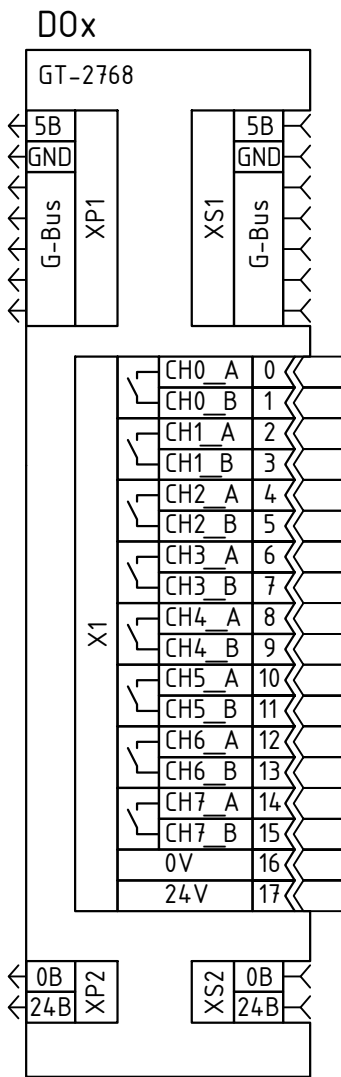 DOx
GT-2768
5В 5В
GND GND
G-Bus XP1 XS1 G-Bus
X1
CH0_A 0
CH0_B 1
CH1_A 2
CH1_B 3
CH2_A 4
CH2_B 5
CH3_A 6
CH3_B 7
CH4_A 8
CH4_B 9
CH5_A 10
CH5_B 11
CH6_A 12
CH6_B 13
CH7_A 14
CH7_B 15
0V 16
24V 17
0В XP2 XS2 0В
24В 24В